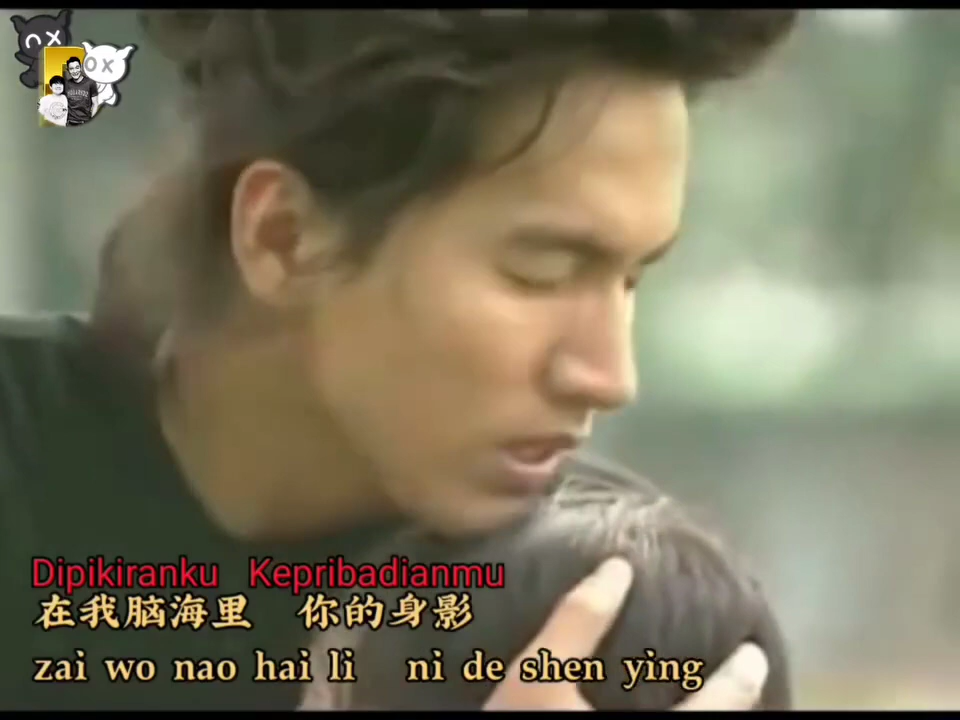 Dipikiranku Kepribadianmu
在我脑海里 你的身影
zai wo nao hai li ni de shen ying